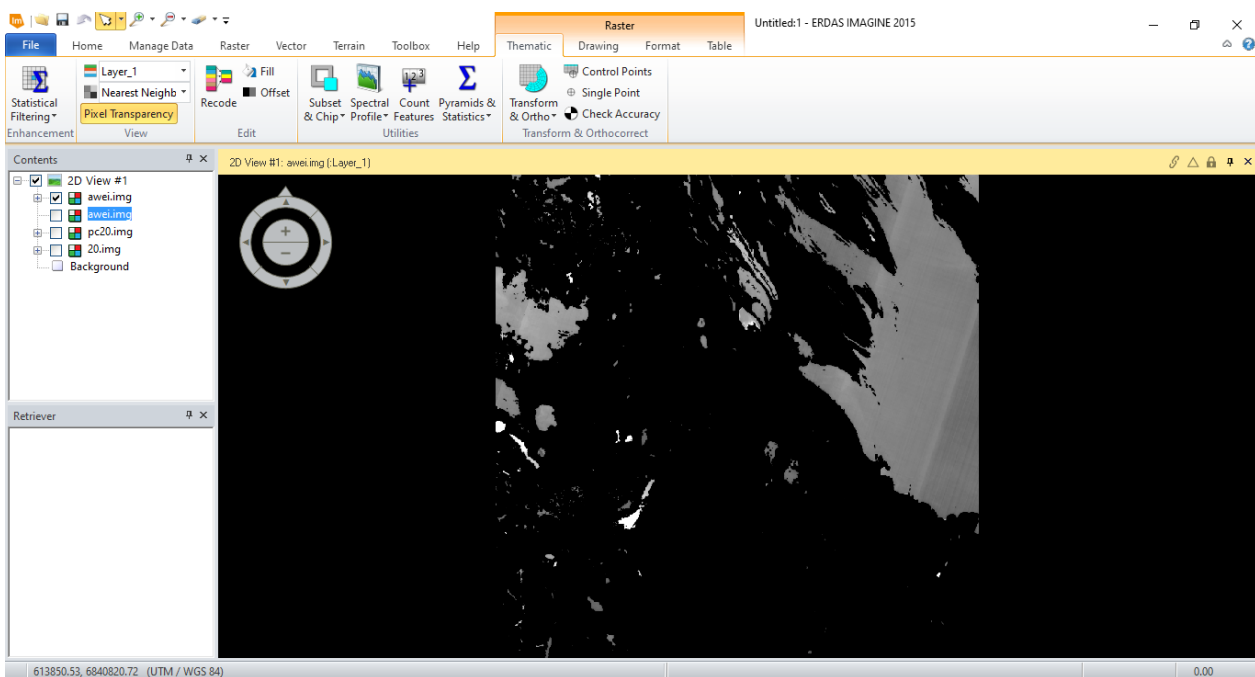 Raster
Untitled:1 - ERDAS IMAGINE 2015
File Home Manage Data Raster Vector Terrain Toolbox Help Thematic Drawing Format Table
Statistical Filtering
Enhancement
Layer_1
Nearest Neighb
Pixel Transparency
View
Recode
Fill
Offset
Edit
Subset & Chip
Spectral Profile
Count Features
Pyramids & Statistics
Utilities
Transform & Ortho
Control Points
Single Point
Check Accuracy
Transform & Orthocorrect
Contents
2D View #1
awei.img
awei.img
pc20.img
20.img
Background
Retriever
2D View #1: awei.img (:Layer_1)
613850.53, 6840820.72 (UTM / WGS 84)
0.00